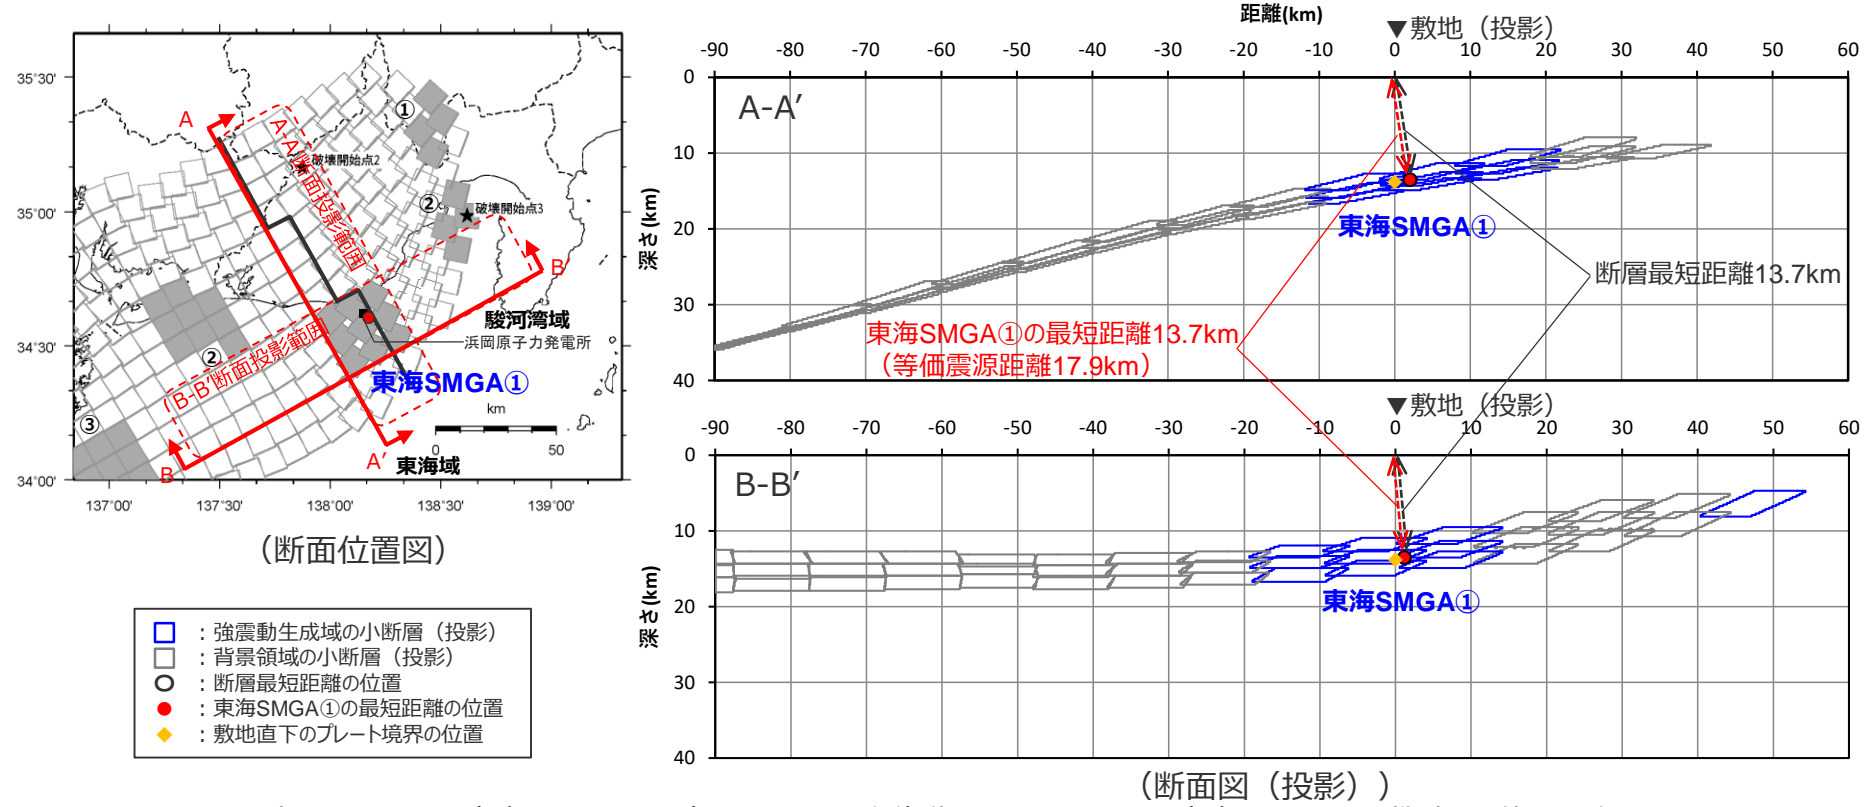 35°30'
35°00'
34°30'
34°00'
137°00'
137°30'
138°00'
138°30'
139°00'
A
A-A'断面投影範囲
破壊開始点2
①
②
破壊開始点3
B'
駿河湾域
浜岡原子力発電所
②
B-B'断面投影範囲
東海SMGA①
km
0
50
③
B
A'
東海域
（断面位置図）
：強震動生成域の小断層（投影）
：背景領域の小断層（投影）
：断層最短距離の位置
：東海SMGA①の最短距離の位置
：敷地直下のプレート境界の位置
距離(km)
▼敷地（投影）
-90 -80 -70 -60 -50 -40 -30 -20 -10 0 10 20 30 40 50 60
0
10
20
30
40
深さ(km)
A-A'
東海SMGA①
断層最短距離13.7km
東海SMGA①の最短距離13.7km
（等価震源距離17.9km）
▼敷地（投影）
-90 -80 -70 -60 -50 -40 -30 -20 -10 0 10 20 30 40 50 60
0
10
20
30
40
深さ(km)
B-B'
東海SMGA①
（断面図（投影））